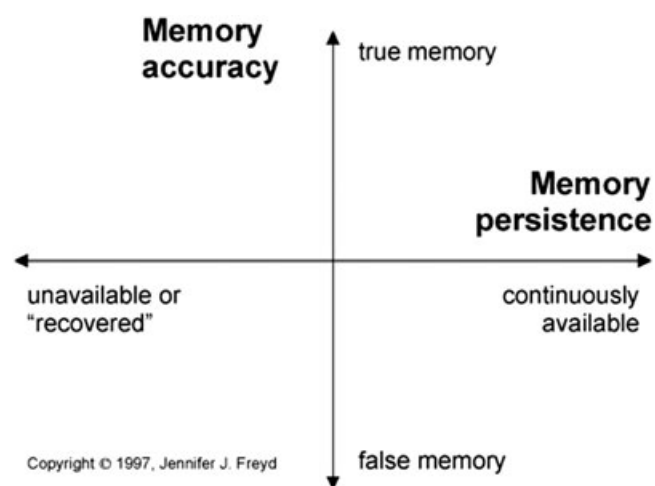 Memory
accuracy
true memory
Memory
persistence
unavailable or
“recovered”
continuously
available
Copyright © 1997, Jennifer J. Freyd
false memory